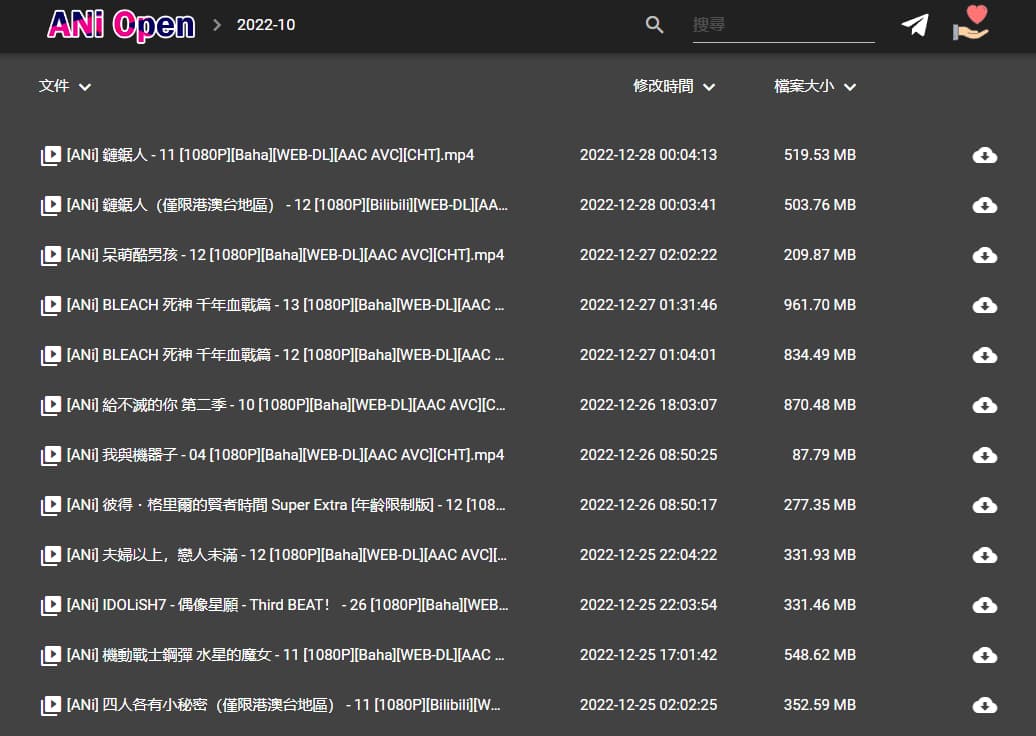 ANi Open > 2022-10 搜尋
文件 修改時間 檔案大小
[ANi] 鏈鋸人 - 11 [1080P][Baha][WEB-DL][AAC AVC][CHT].mp4 2022-12-28 00:04:13 519.53 MB
[ANi] 鏈鋸人（僅限港澳台地區） - 12 [1080P][Bilibili][WEB-DL][AA... 2022-12-28 00:03:41 503.76 MB
[ANi] 呆萌酷男孩 - 12 [1080P][Baha][WEB-DL][AAC AVC][CHT].mp4 2022-12-27 02:02:22 209.87 MB
[ANi] BLEACH 死神 千年血戰篇 - 13 [1080P][Baha][WEB-DL][AAC ... 2022-12-27 01:31:46 961.70 MB
[ANi] BLEACH 死神 千年血戰篇 - 12 [1080P][Baha][WEB-DL][AAC ... 2022-12-27 01:04:01 834.49 MB
[ANi] 給不滅的你 第二季 - 10 [1080P][Baha][WEB-DL][AAC AVC][C... 2022-12-26 18:03:07 870.48 MB
[ANi] 我與機器子 - 04 [1080P][Baha][WEB-DL][AAC AVC][CHT].mp4 2022-12-26 08:50:25 87.79 MB
[ANi] 彼得·格里爾的賢者時間 Super Extra [年齡限制版] - 12 [108... 2022-12-26 08:50:17 277.35 MB
[ANi] 夫婦以上，戀人未滿 - 12 [1080P][Baha][WEB-DL][AAC AVC][... 2022-12-25 22:04:22 331.93 MB
[ANi] IDOLiSH7 - 偶像星願 - Third BEAT！ - 26 [1080P][Baha][WEB... 2022-12-25 22:03:54 331.46 MB
[ANi] 機動戰士鋼彈 水星的魔女 - 11 [1080P][Baha][WEB-DL][AAC ... 2022-12-25 17:01:42 548.62 MB
[ANi] 四人各有小秘密（僅限港澳台地區） - 11 [1080P][Bilibili][W... 2022-12-25 02:02:25 352.59 MB